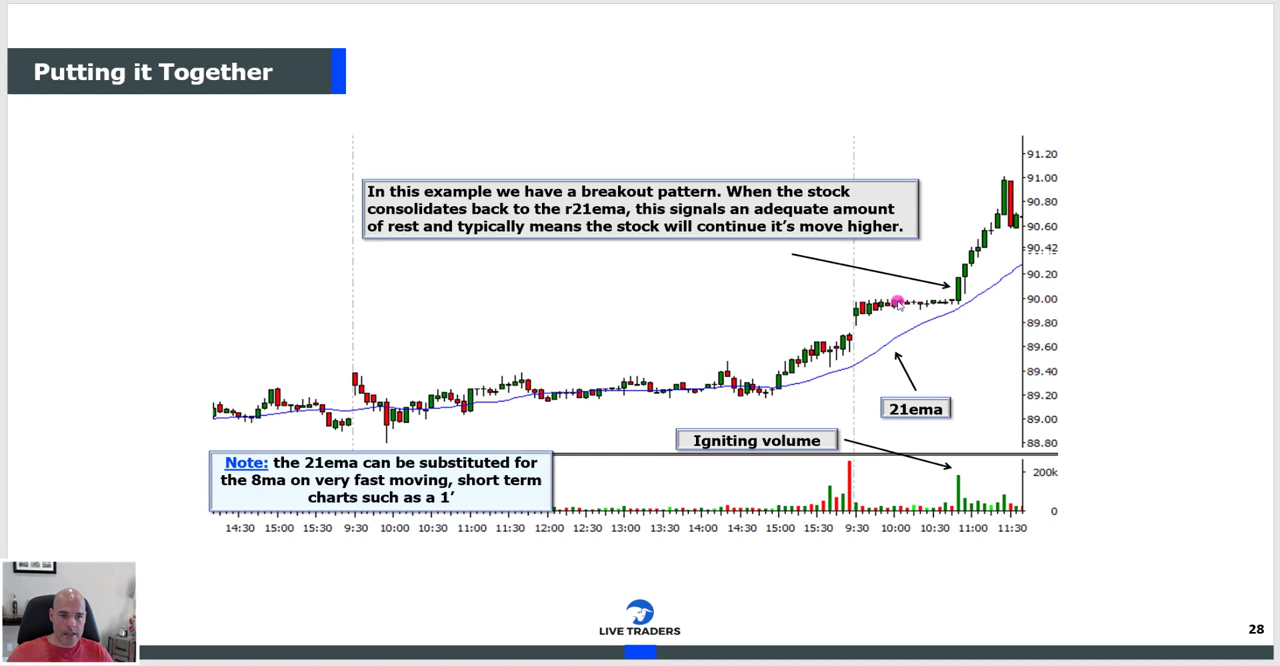 Putting it Together
In this example we have a breakout pattern. When the stock
consolidates back to the r21ema, this signals an adequate amount
of rest and typically means the stock will continue it’s move higher.
91.20
91.00
90.80
90.60
90.42
90.20
90.00
89.80
89.60
89.40
89.20
89.00
88.80
21ema
Igniting volume
Note: the 21ema can be substituted for
the 8ma on very fast moving, short term
charts such as a 1’
200k
0
14:30 15:00 15:30 9:30 10:00 10:30 11:00 11:30 12:00 12:30 13:00 13:30 14:00 14:30 15:00 15:30 9:30 10:00 10:30 11:00 11:30
LIVE TRADERS
28